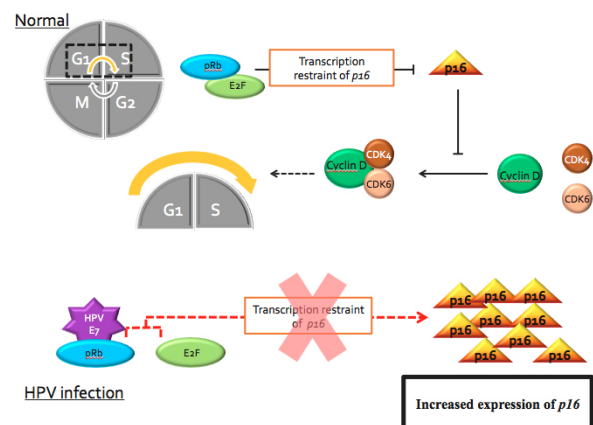 Normal
G1 S
M G2
pRb
E2F
Transcription
restraint of p16
p16
G1 S
Cyclin D
CDK4
CDK6
Cyclin D
CDK4
CDK6
HPV
E7
pRb
E2F
Transcription restraint
of p16
p16 p16 p16
p16 p16 p16
p16 p16 p16
HPV infection
Increased expression of p16